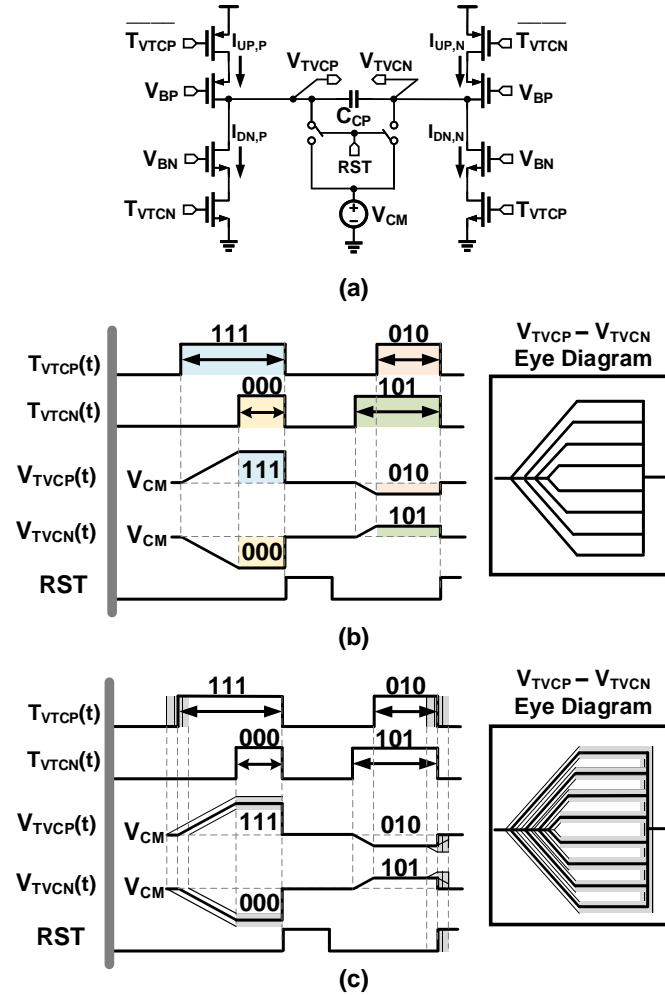 T̅V̅T̅C̅P̅ I_UP,P V_TVCP V_TVCN I_UP,N T̅V̅T̅C̅N̅
V_BP C_CP V_BP
I_DN,P I_DN,N
V_BN RST V_BN
T_VTCN V_CM T_VTCP
(a)
111 010 V_TVCP – V_TVCN
T_VTCP(t) Eye Diagram
000 101
T_VTCN(t)
V_TVCP(t) V_CM 111 010
V_TVCN(t) V_CM 000 101
RST
(b)
111 010 V_TVCP – V_TVCN
T_VTCP(t) Eye Diagram
000 101
T_VTCN(t)
V_TVCP(t) V_CM 111 010
V_TVCN(t) V_CM 000 101
RST
(c)